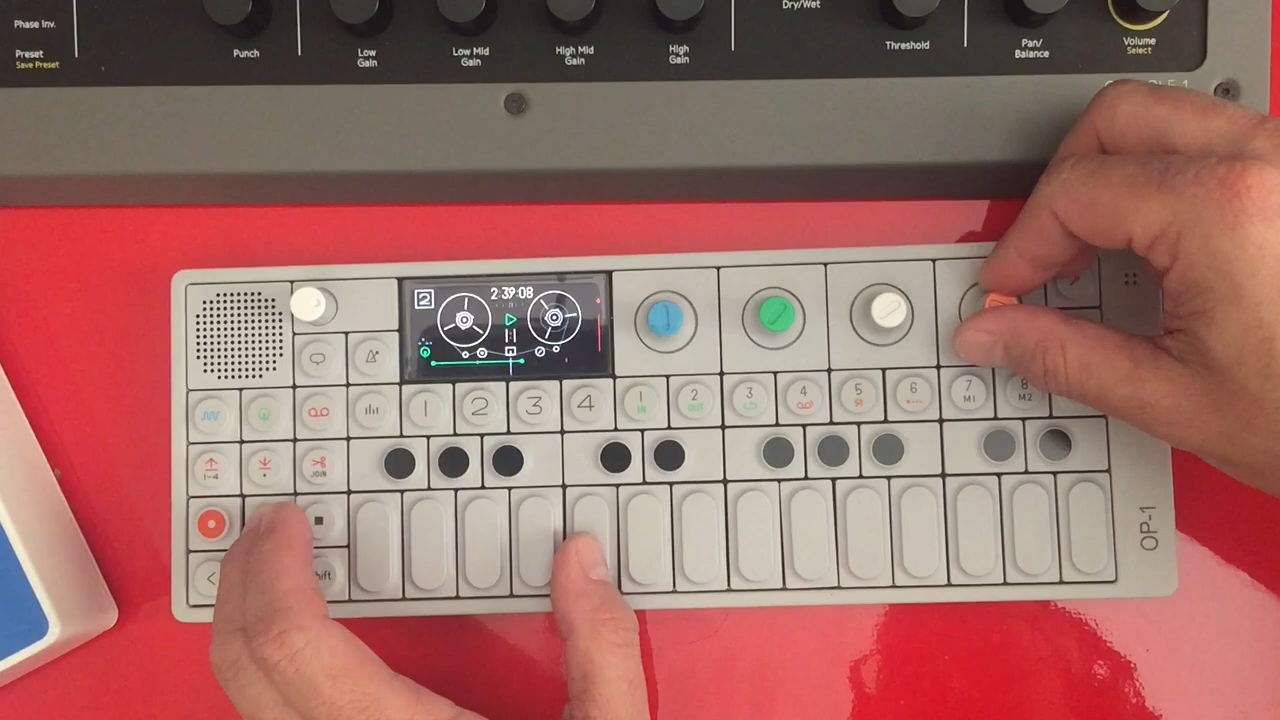 Phase Inv.
Preset
Save Preset
Punch
Low
Gain
Low Mid
Gain
High Mid
Gain
High
Gain
Dry/Wet
Threshold
Pan/
Balance
Volume
Select
2
2:39:08
1
2
3
4
1
IN
2
OUT
3
4
5
6
7
M1
8
M2
1-4
JOIN
hift
OP-1